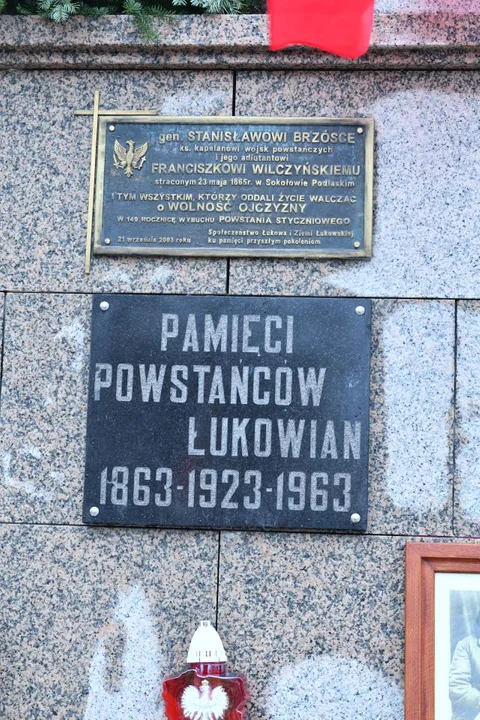 gen. STANISŁAWOWI BRZÓSCE
ks. kapelanowi wojsk powstańczych
i jego adiutantowi
FRANCISZKOWI WILCZYŃSKIEMU
straconym 23 maja 1865r. w Sokołowie Podlaskim
I TYM WSZYSTKIM, KTÓRZY ODDALI ŻYCIE WALCZĄC
o WOLNOŚĆ OJCZYZNY
W 140 ROCZNICĘ WYBUCHU POWSTANIA STYCZNIOWEGO
Społeczeństwo Łukowa i Ziemi Łukowskiej
21 września 2003 roku ku pamięci przyszłym pokoleniom
PAMIĘCI
POWSTAŃCÓW
ŁUKOWIAN
1863-1923-1963